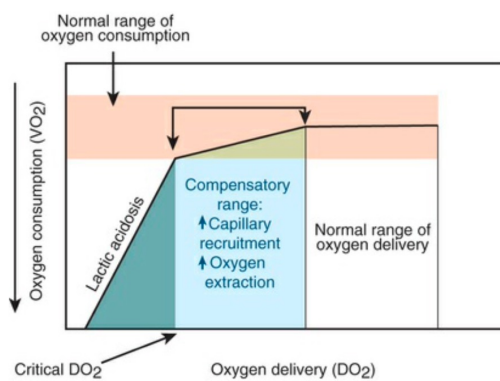 Normal range of
oxygen consumption
Oxygen consumption (VO2)
Lactic acidosis
Compensatory
range:
Capillary
recruitment
Oxygen
extraction
Normal range of
oxygen delivery
Critical DO2
Oxygen delivery (DO2)